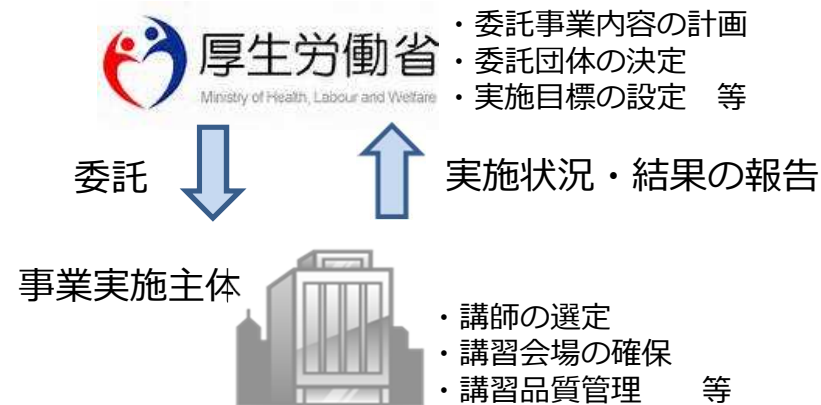 厚生労働省
Ministry of Health, Labour and Welfare
・委託事業内容の計画
・委託団体の決定
・実施目標の設定　等
委託
実施状況・結果の報告
事業実施主体
・講師の選定
・講習会場の確保
・講習品質管理　　等